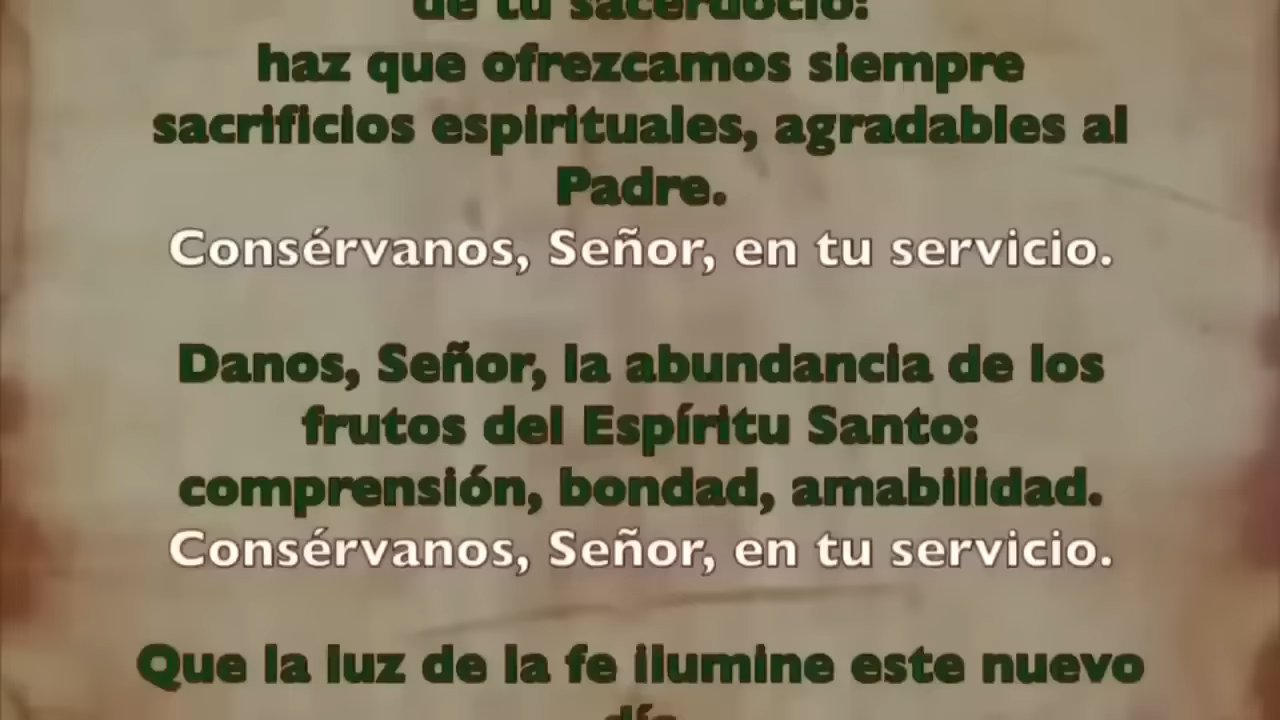 de tu sacerdocio:
haz que ofrezcamos siempre
sacrificios espirituales, agradables al
Padre.
Consérvanos, Señor, en tu servicio.
Danos, Señor, la abundancia de los
frutos del Espíritu Santo:
comprensión, bondad, amabilidad.
Consérvanos, Señor, en tu servicio.
Que la luz de la fe ilumine este nuevo